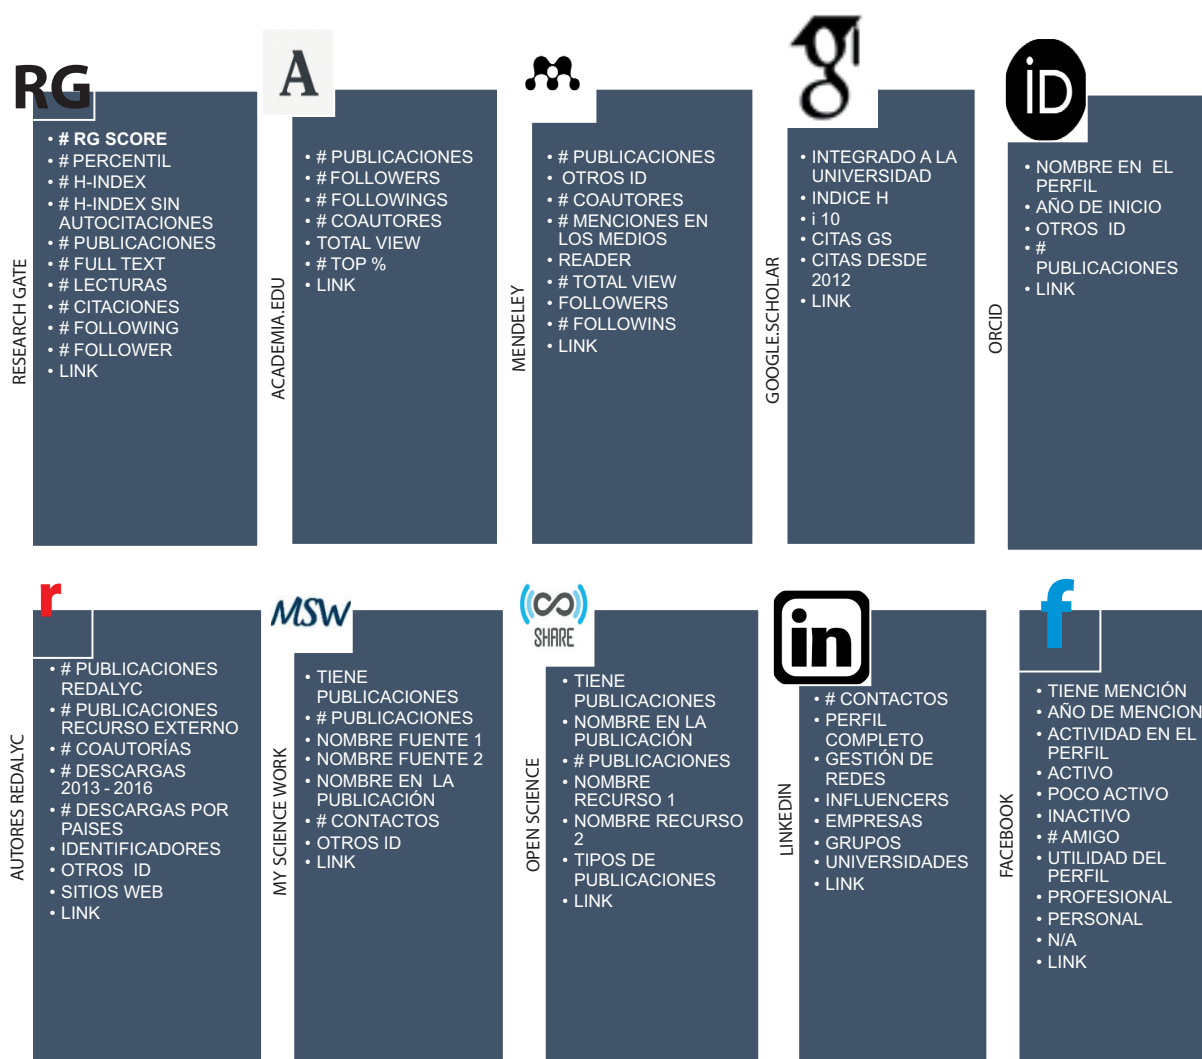 RG
RESEARCH GATE
• # RG SCORE
• # PERCENTIL
• # H-INDEX
• # H-INDEX SIN
AUTOCITACIONES
• # PUBLICACIONES
• # FULL TEXT
• # LECTURAS
• # CITACIONES
• # FOLLOWING
• # FOLLOWER
• LINK
A
ACADEMIA.EDU
• # PUBLICACIONES
• # FOLLOWERS
• # FOLLOWINGS
• # COAUTORES
• TOTAL VIEW
• # TOP %
• LINK
MENDELEY
• # PUBLICACIONES
• OTROS ID
• # COAUTORES
• # MENCIONES EN
LOS MEDIOS
• READER
• # TOTAL VIEW
• FOLLOWERS
• # FOLLOWINS
• LINK
g
GOOGLE.SCHOLAR
• INTEGRADO A LA
UNIVERSIDAD
• INDICE H
• i 10
• CITAS GS
• CITAS DESDE
2012
• LINK
iD
ORCID
• NOMBRE EN EL
PERFIL
• AÑO DE INICIO
• OTROS ID
• #
PUBLICACIONES
• LINK
r
AUTORES REDALYC
• # PUBLICACIONES
REDALYC
• # PUBLICACIONES
RECURSO EXTERNO
• # COAUTORÍAS
• # DESCARGAS
2013 - 2016
• # DESCARGAS POR
PAISES
• IDENTIFICADORES
• OTROS ID
• SITIOS WEB
• LINK
MSW
MY SCIENCE WORK
• TIENE
PUBLICACIONES
• # PUBLICACIONES
• NOMBRE FUENTE 1
• NOMBRE FUENTE 2
• NOMBRE EN LA
PUBLICACIÓN
• # CONTACTOS
• OTROS ID
• LINK
SHARE
OPEN SCIENCE
• TIENE
PUBLICACIONES
• NOMBRE EN LA
PUBLICACIÓN
• # PUBLICACIONES
• NOMBRE
RECURSO 1
• NOMBRE RECURSO
2
• TIPOS DE
PUBLICACIONES
• LINK
in
LINKEDIN
• # CONTACTOS
• PERFIL
COMPLETO
• GESTIÓN DE
REDES
• INFLUENCERS
• EMPRESAS
• GRUPOS
• UNIVERSIDADES
• LINK
f
FACEBOOK
• TIENE MENCIÓN
• AÑO DE MENCION
• ACTIVIDAD EN EL
PERFIL
• ACTIVO
• POCO ACTIVO
• INACTIVO
• # AMIGO
• UTILIDAD DEL
PERFIL
• PROFESIONAL
• PERSONAL
• N/A
• LINK